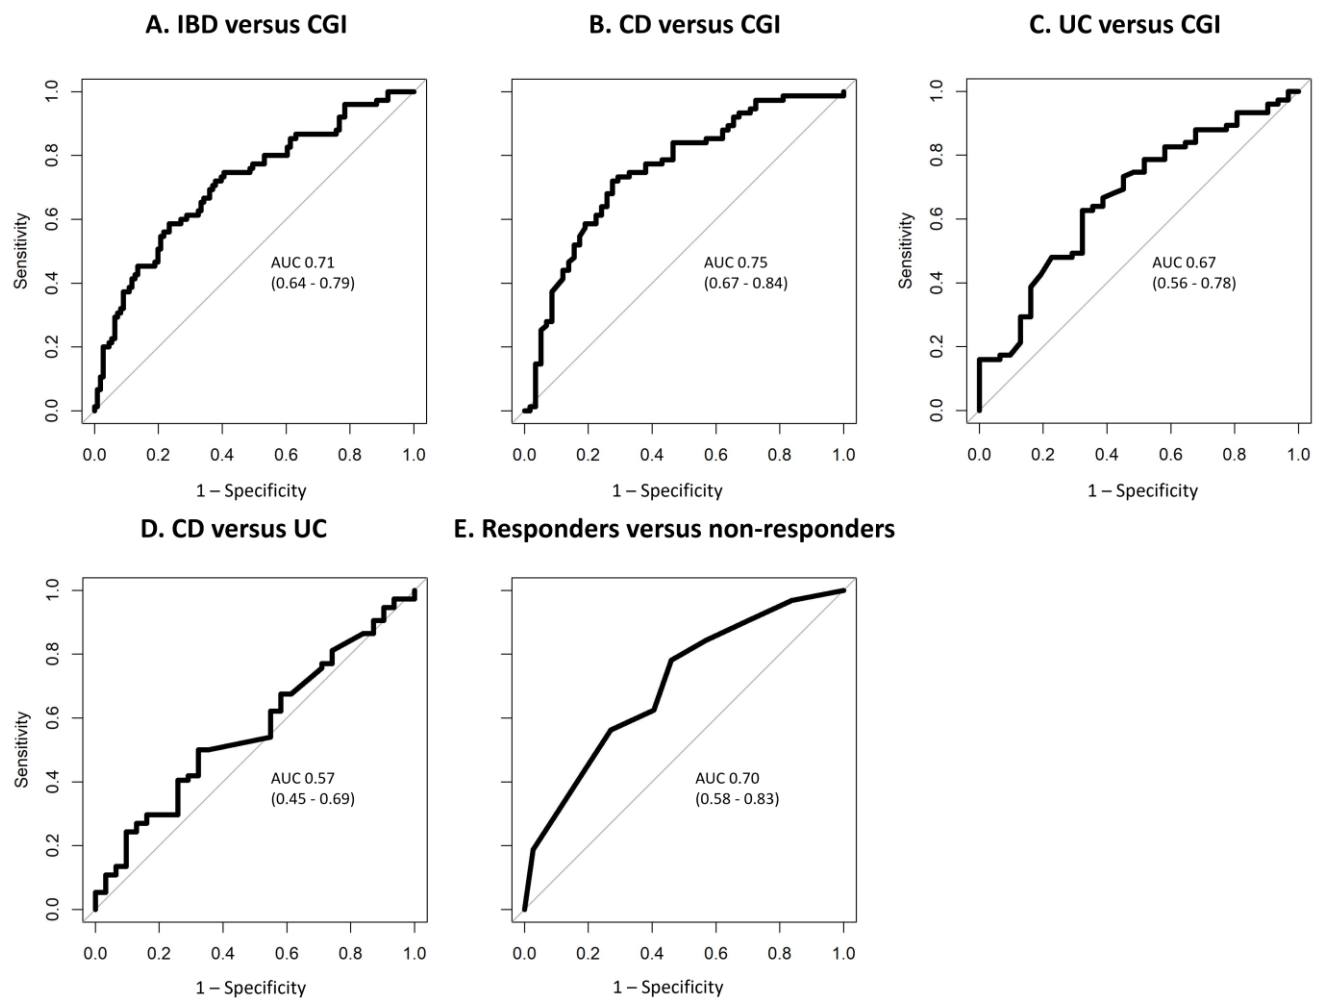 A. IBD versus CGI
B. CD versus CGI
C. UC versus CGI
Sensitivity
0.0 0.2 0.4 0.6 0.8 1.0
AUC 0.71
(0.64 - 0.79)
0.0 0.2 0.4 0.6 0.8 1.0
1 – Specificity
AUC 0.75
(0.67 - 0.84)
0.0 0.2 0.4 0.6 0.8 1.0
1 – Specificity
Sensitivity
0.0 0.2 0.4 0.6 0.8 1.0
AUC 0.67
(0.56 - 0.78)
0.0 0.2 0.4 0.6 0.8 1.0
1 – Specificity
D. CD versus UC
E. Responders versus non-responders
Sensitivity
0.0 0.2 0.4 0.6 0.8 1.0
AUC 0.57
(0.45 - 0.69)
0.0 0.2 0.4 0.6 0.8 1.0
1 – Specificity
AUC 0.70
(0.58 - 0.83)
0.0 0.2 0.4 0.6 0.8 1.0
1 – Specificity